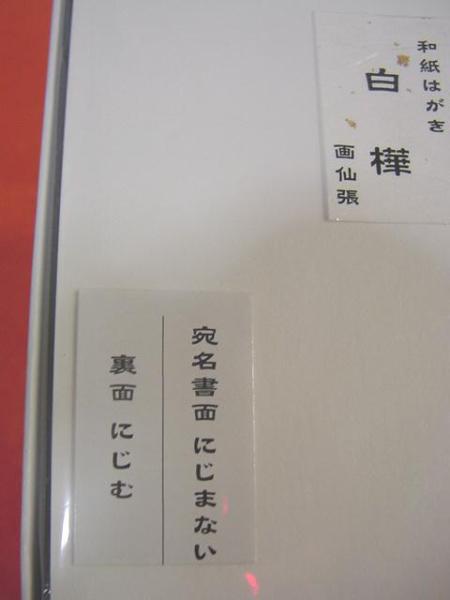 和紙はがき
白樺
画仙張
宛名書面 にじまない
裏面 にじむ